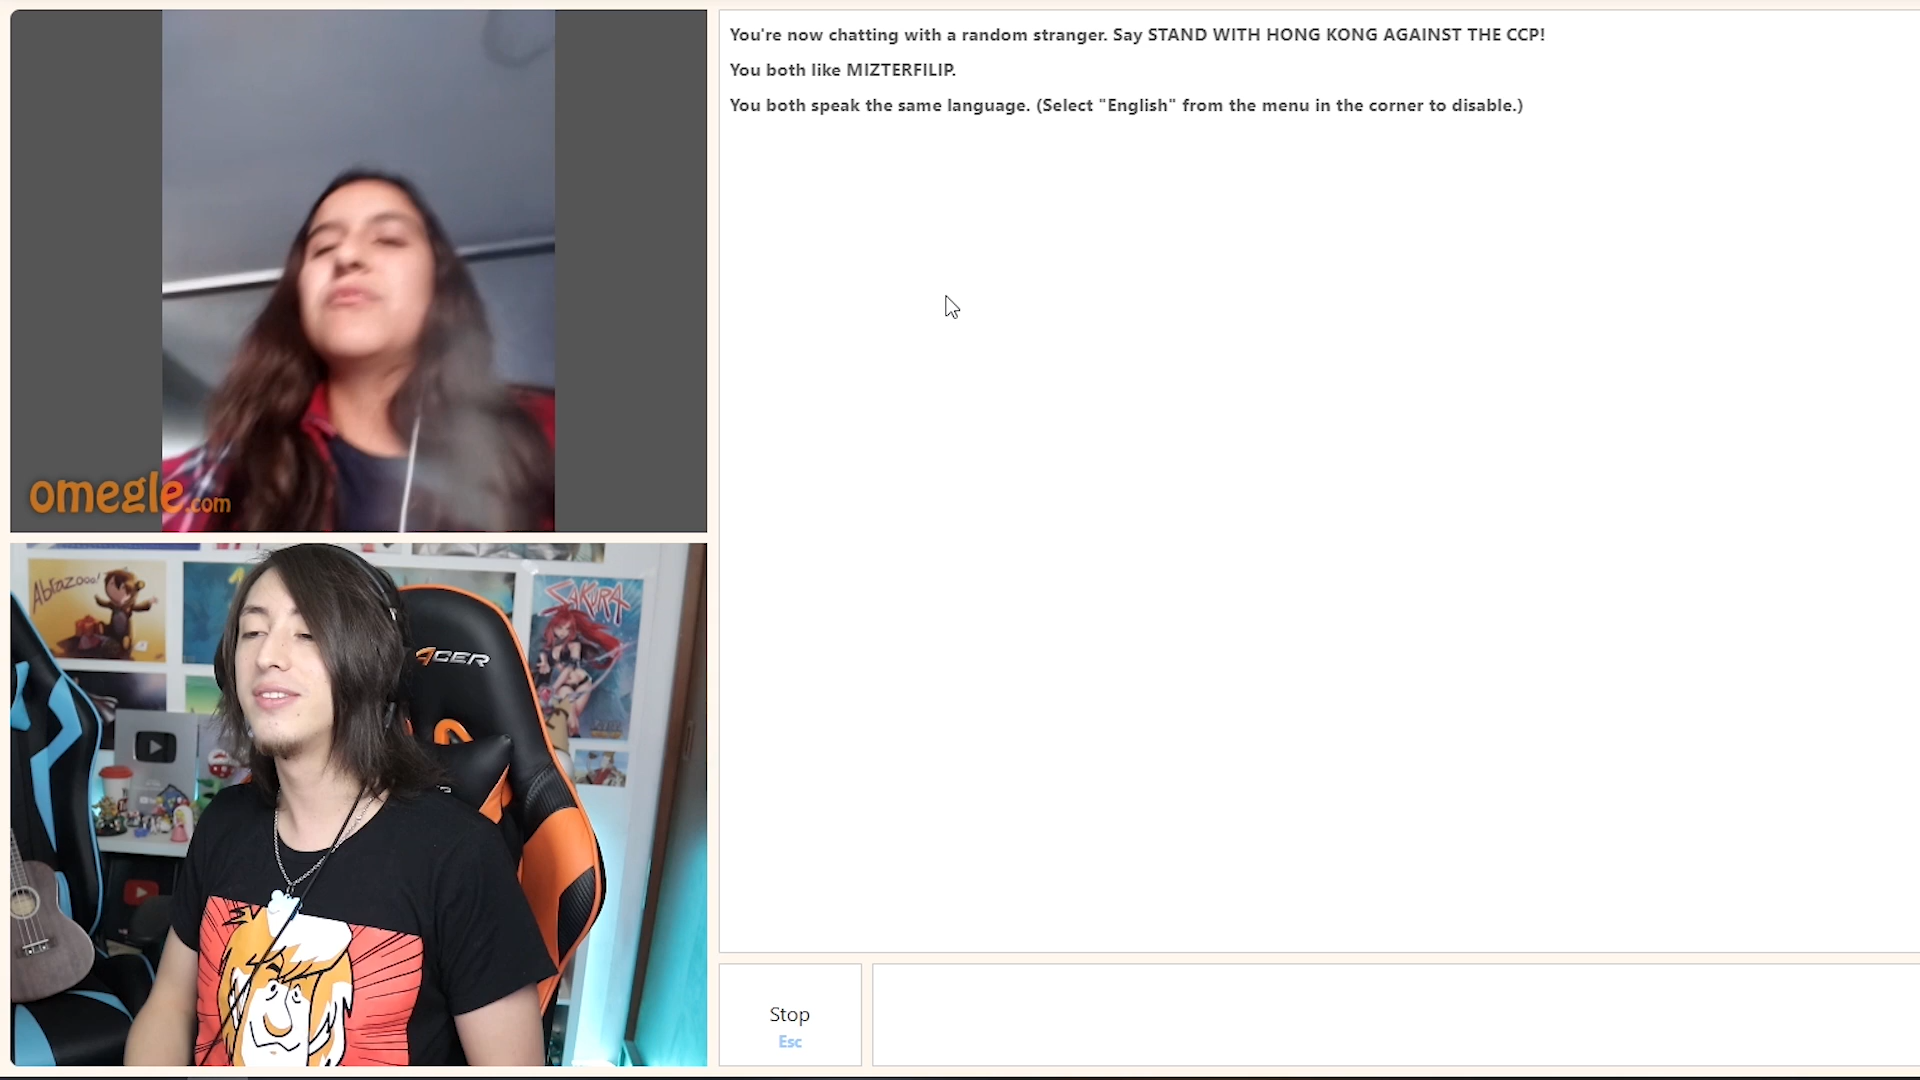 You're now chatting with a random stranger. Say STAND WITH HONG KONG AGAINST THE CCP!
You both like MIZTERFILIP.
You both speak the same language. (Select "English" from the menu in the corner to disable.)
omegle.com
Abrazooo!
SAKURA
ACER
Stop
Esc